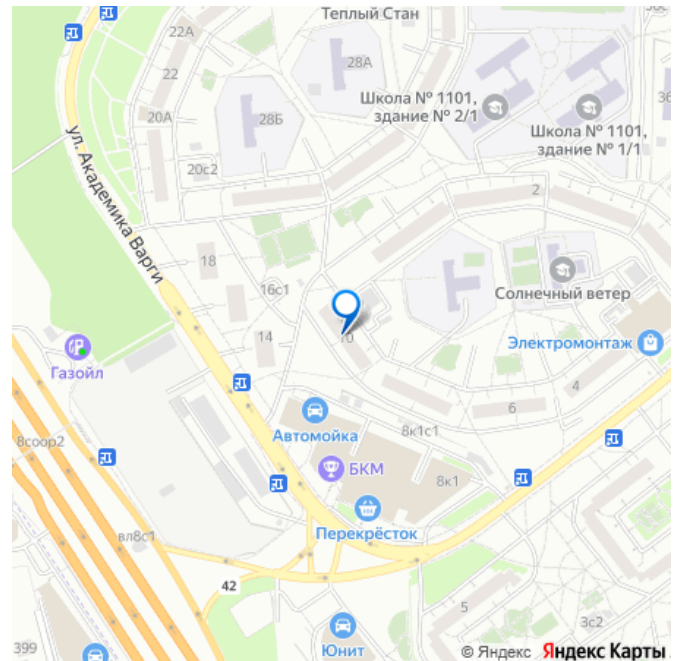 Теплый Стан
22А
28А
22
Школа № 1101,
здание № 2/1
20А
28Б
Школа № 1101,
здание № 1/1
20с2
2
ул. Академика Варги
18
16с1
Солнечный ветер
14
10
Электромонтаж
Газойл
4
6
Автомойка
8к1с1
8соор2
БКМ
8к1
Перекрёсток
вл8с1
42
5
3с2
399
Юнит
© Яндекс Яндекс Карты